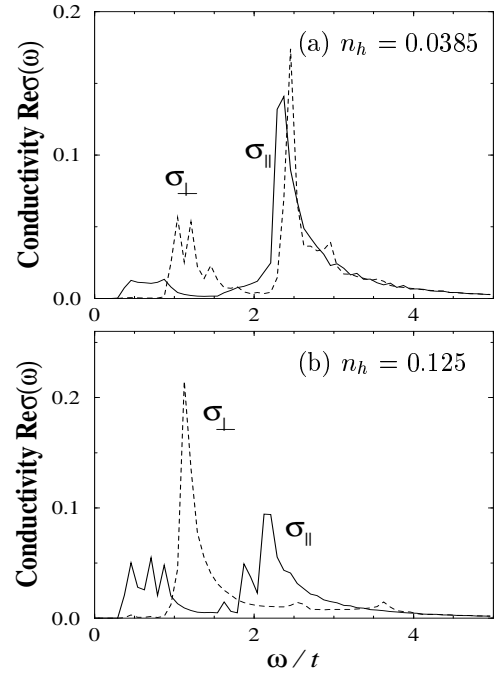 0.2
(a) n_h = 0.0385
σ_∥
σ_⊥
0.1
Conductivity Reσ(ω)
0.0
0 2 4
(b) n_h = 0.125
σ_⊥
0.2
σ_∥
0.1
Conductivity Reσ(ω)
0.0
0 2 4
ω / t